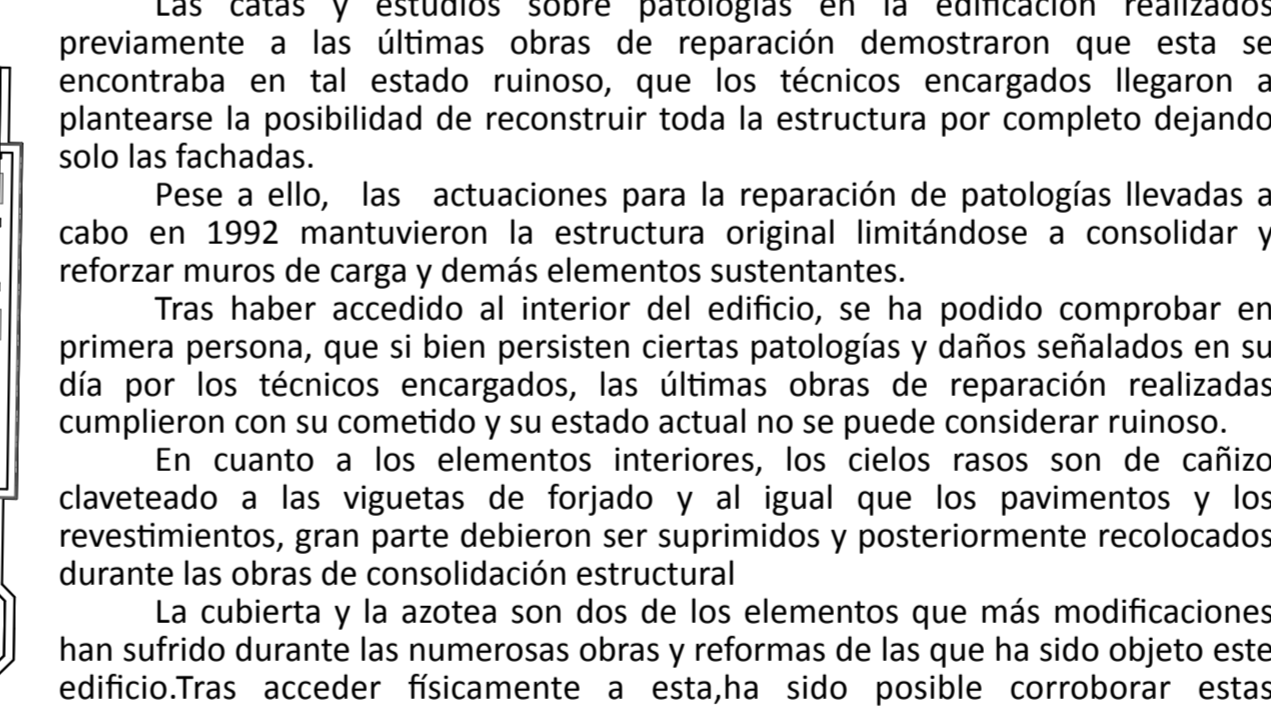 Las catas y estudios sobre patologías en la edificación realizados
previamente a las últimas obras de reparación demostraron que esta se
encontraba en tal estado ruinoso, que los técnicos encargados llegaron a
plantearse la posibilidad de reconstruir toda la estructura por completo dejando
solo las fachadas.
Pese a ello, las actuaciones para la reparación de patologías llevadas a
cabo en 1992 mantuvieron la estructura original limitándose a consolidar y
reforzar muros de carga y demás elementos sustentantes.
Tras haber accedido al interior del edificio, se ha podido comprobar en
primera persona, que si bien persisten ciertas patologías y daños señalados en su
día por los técnicos encargados, las últimas obras de reparación realizadas
cumplieron con su cometido y su estado actual no se puede considerar ruinoso.
En cuanto a los elementos interiores, los cielos rasos son de cañizo
claveteado a las viguetas de forjado y al igual que los pavimentos y los
revestimientos, gran parte debieron ser suprimidos y posteriormente recolocados
durante las obras de consolidación estructural
La cubierta y la azotea son dos de los elementos que más modificaciones
han sufrido durante las numerosas obras y reformas de las que ha sido objeto este
edificio.Tras acceder físicamente a esta,ha sido posible corroborar estas